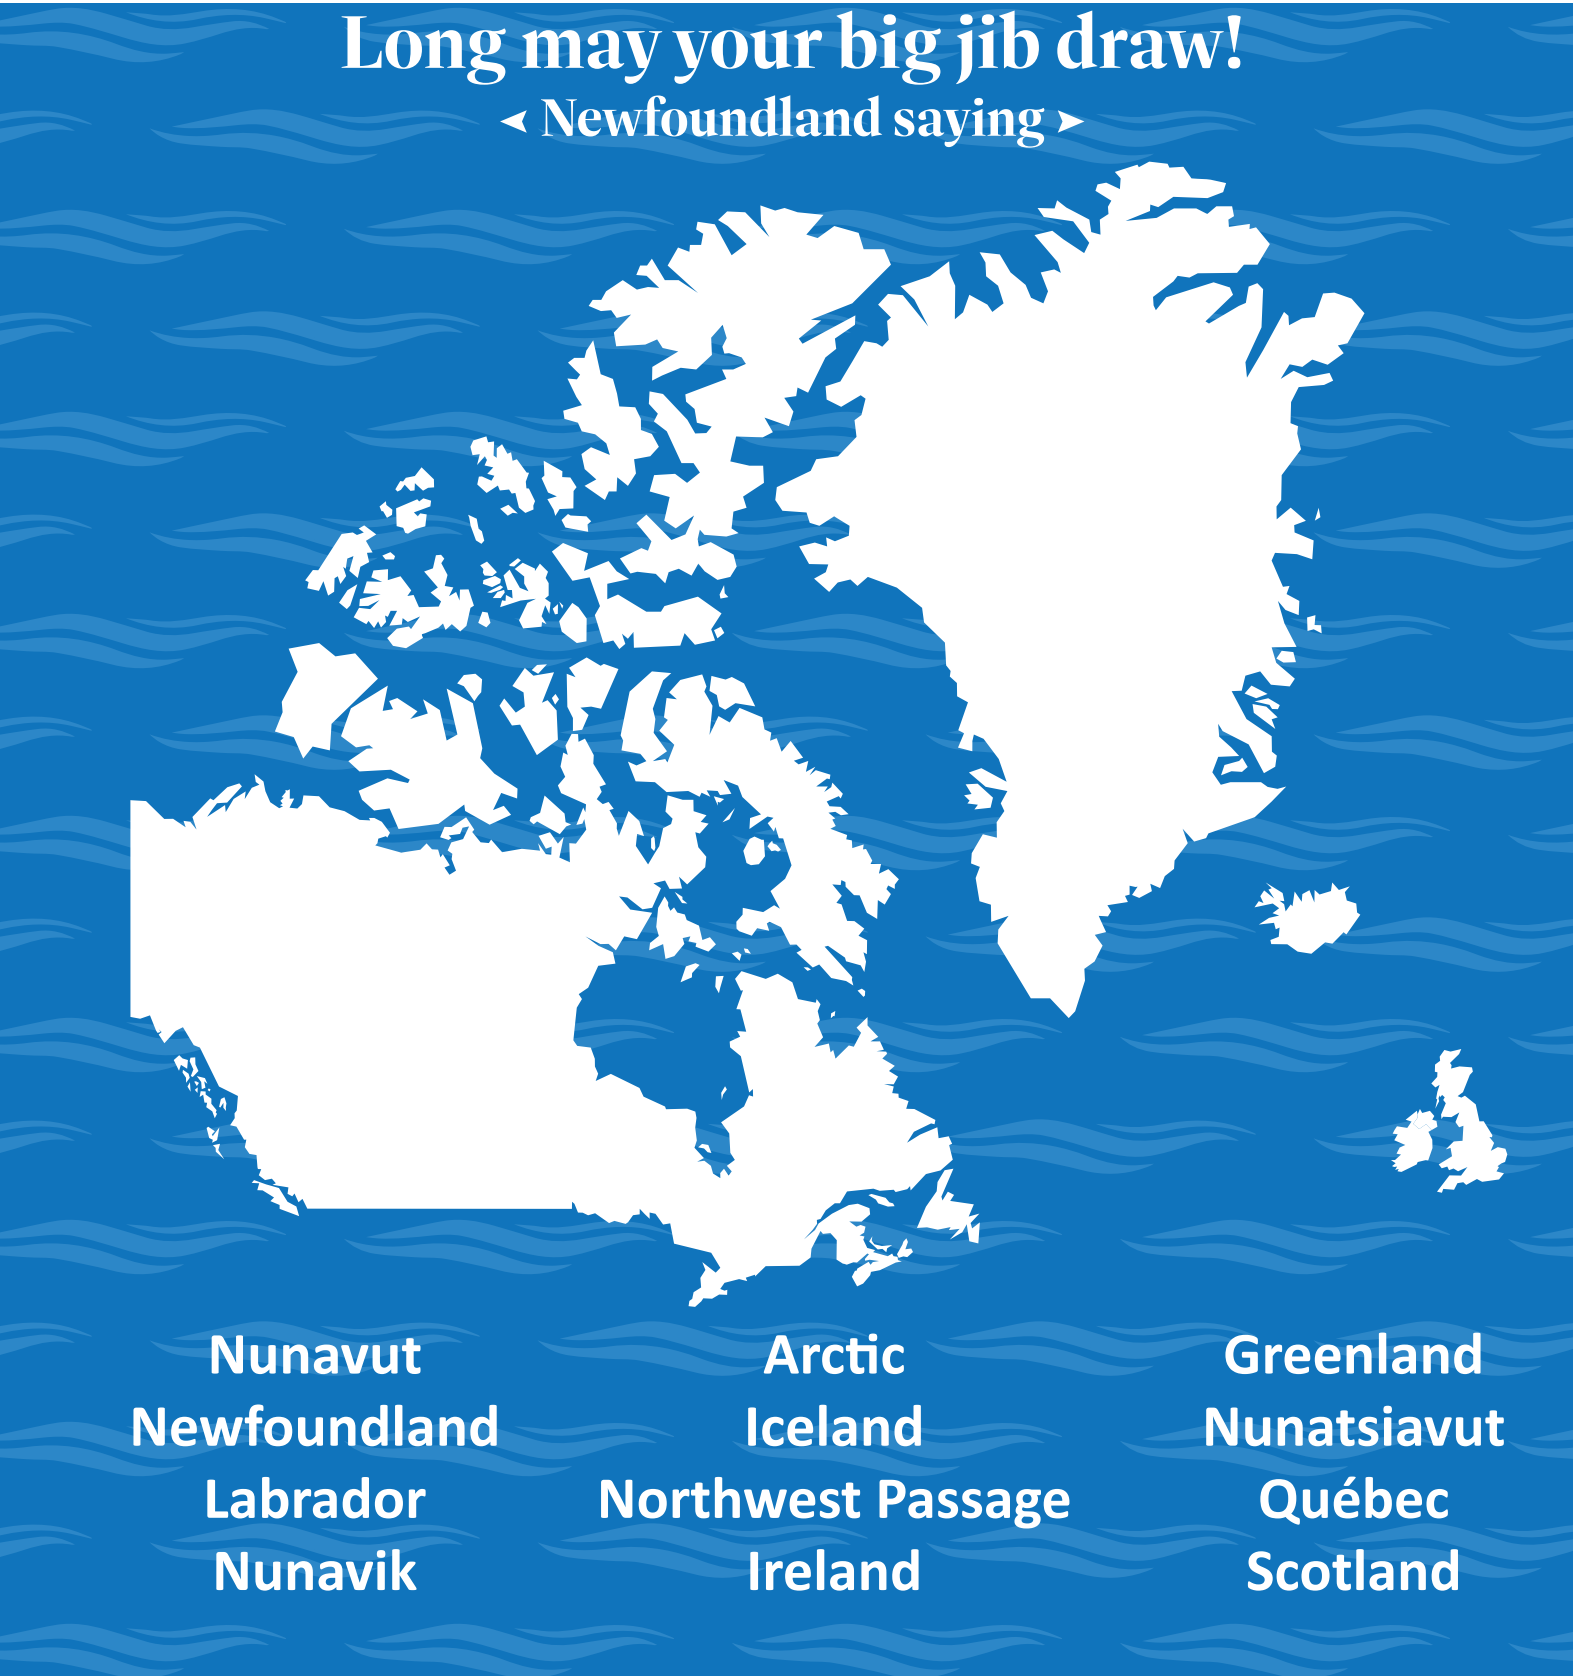 Long may your big jib draw!
Newfoundland saying
Nunavut
Newfoundland
Labrador
Nunavik
Arctic
Iceland
Northwest Passage
Ireland
Greenland
Nunatsiavut
Québec
Scotland